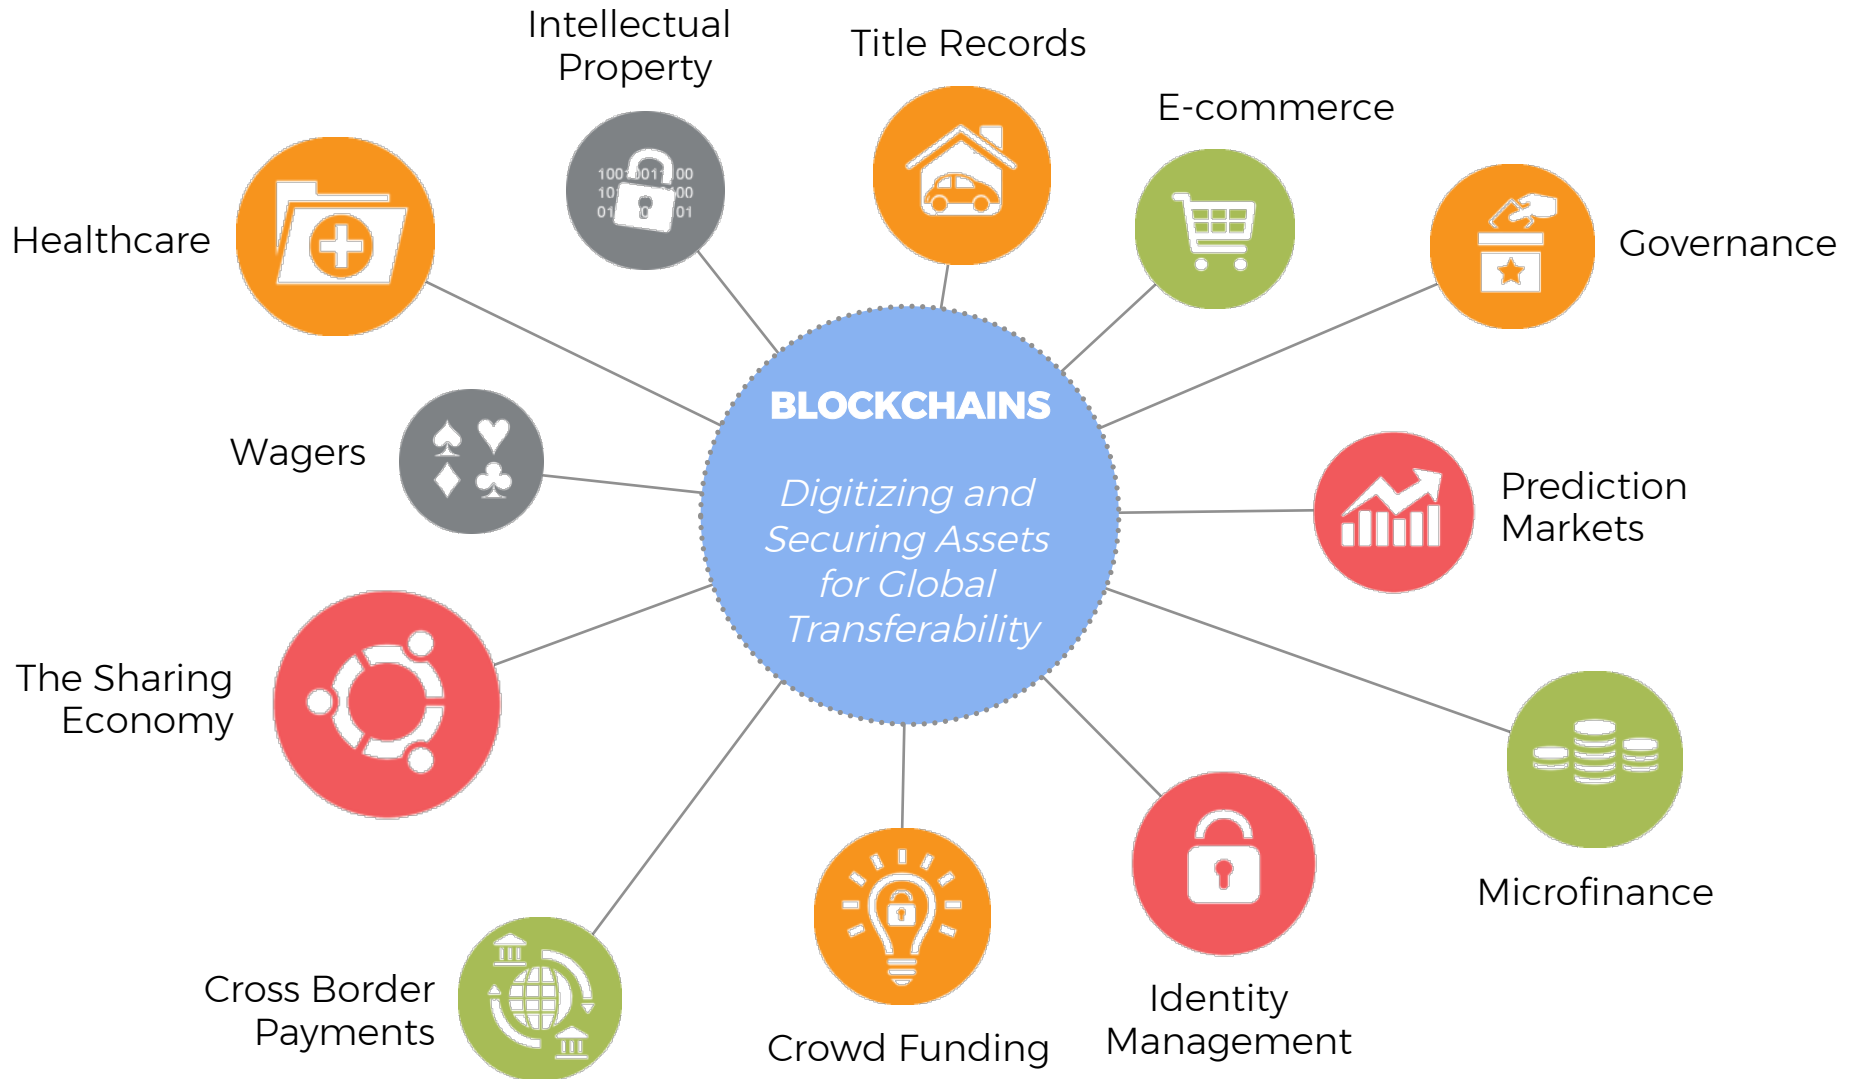 Intellectual
Property
Title Records
E-commerce
Healthcare
Governance
BLOCKCHAINS
Digitizing and
Securing Assets
for Global
Transferability
Wagers
Prediction
Markets
The Sharing
Economy
Microfinance
Cross Border
Payments
Crowd Funding
Identity
Management